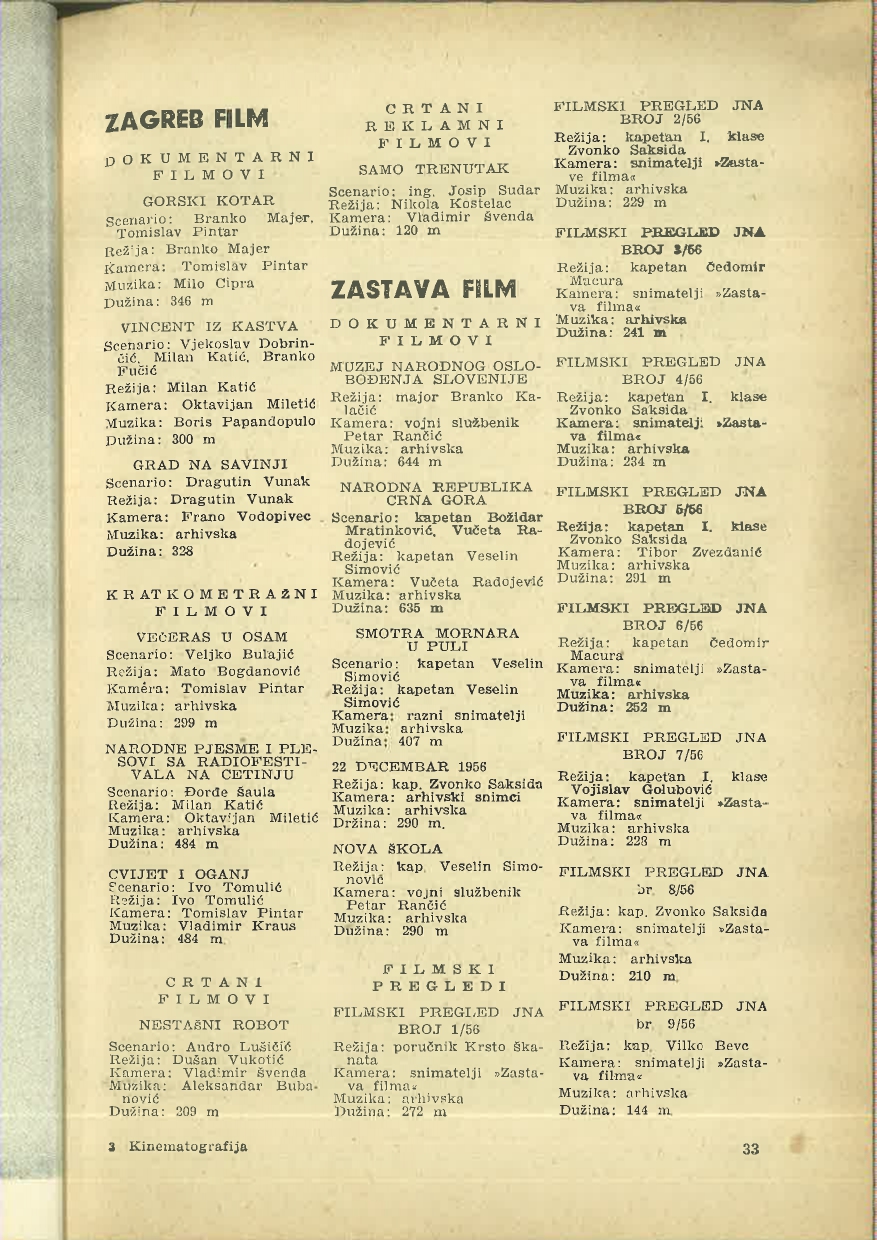 ZAGREB FILM
DOKUMENTARNI
FILMOVI
GORSKI KOTAR
Scenario: Branko Majer,
Tomislav Pintar
Režija: Branko Majer
Kamera: Tomislav Pintar
Muzika: Milo Cipra
Dužina: 346 m
VINCENT IZ KASTVA
Scenario: Vjekoslav Dobrin-
čić, Milan Katić, Branko
Fučić
Režija: Milan Katić
Kamera: Oktavijan Miletić
Muzika: Boris Papandopulo
Dužina: 300 m
GRAD NA SAVINJI
Scenario: Dragutin Vunak
Režija: Dragutin Vunak
Kamera: Frano Vodopivec
Muzika: arhivska
Dužina: 328
KRATKOMETRAŽNI
FILMOVI
VEČERAS U OSAM
Scenario: Veljko Bulajić
Režija: Mato Bogdanović
Kaméra: Tomislav Pintar
Muzika: arhivska
Dužina: 299 m
NARODNE PJESME I PLE-
SOVI SA RADIOFESTI-
VALA NA CETINJU
Scenario: Đorđe Šaula
Režija: Milan Katić
Kamera: Oktavijan Miletić
Muzika: arhivska
Dužina: 484 m
CVIJET I OGANJ
Scenario: Ivo Tomulić
Režija: Ivo Tomulić
Kamera: Tomislav Pintar
Muzika: Vladimir Kraus
Dužina: 484 m.
CRTANI
FILMOVI
NESTAŠNI ROBOT
Scenario: Andro Lušičić
Režija: Dušan Vukotić
Kamera: Vladimir Švenda
Muzika: Aleksandar Buba-
nović
Dužina: 209 m
CRTANI
REKLAMNI
FILMOVI
SAMO TRENUTAK
Scenario: ing. Josip Sudar
Režija: Nikola Kostelac
Kamera: Vladimir Švenda
Dužina: 120 m
ZASTAVA FILM
DOKUMENTARNI
FILMOVI
MUZEJ NARODNOG OSLO-
BOĐENJA SLOVENIJE
Režija: major Branko Ka-
lačić
Kamera: vojni službenik
Petar Rančić
Muzika: arhivska
Dužina: 644 m
NARODNA REPUBLIKA
CRNA GORA
Scenario: kapetan Božidar
Mratinković, Vučeta Ra-
dojević
Režija: kapetan Veselin
Simović
Kamera: Vučeta Radojević
Muzika: arhivska
Dužina: 635 m
SMOTRA MORNARA
U PULI
Scenario: kapetan Veselin
Simović
Režija: kapetan Veselin
Simović
Kamera: razni snimatelji
Muzika: arhivska
Dužina: 407 m
22 DECEMBAR 1956
Režija: kap. Zvonko Saksida
Kamera: arhivski snimci
Muzika: arhivska
Držina: 290 m.
NOVA ŠKOLA
Režija: kap. Veselin Simo-
nović
Kamera: vojni službenik
Petar Rančić
Muzika: arhivska
Dužina: 290 m
FILMSKI
PREGLEDI
FILMSKI PREGLED JNA
BROJ 1/56
Režija: poručnik Krsto Ška-
nata
Kamera: snimatelji »Zasta-
va filma«
Muzika: arhivska
Dužina: 272 m
FILMSKI PREGLED JNA
BROJ 2/56
Režija: kapetan I. klase
Zvonko Saksida
Kamera: snimatelji »Zasta-
ve filma«
Muzika: arhivska
Dužina: 229 m
FILMSKI PREGLED JNA
BROJ 3/56
Režija: kapetan Čedomir
Macura
Kamera: snimatelji »Zasta-
va filma«
Muzika: arhivska
Dužina: 241 m
FILMSKI PREGLED JNA
BROJ 4/56
Režija: kapetan I. klase
Zvonko Saksida
Kamera: snimatelji »Zasta-
va filma«
Muzika: arhivska
Dužina: 234 m
FILMSKI PREGLED JNA
BROJ 5/56
Režija: kapetan I. klase
Zvonko Saksida
Kamera: Tibor Zvezdanić
Muzika: arhivska
Dužina: 291 m
FILMSKI PREGLED JNA
BROJ 6/56
Režija: kapetan Čedomir
Macura
Kamera: snimatelji »Zasta-
va filma«
Muzika: arhivska
Dužina: 252 m
FILMSKI PREGLED JNA
BROJ 7/56
Režija: kapetan I. klase
Vojislav Golubović
Kamera: snimatelji »Zasta-
va filma«
Muzika: arhivska
Dužina: 223 m
FILMSKI PREGLED JNA
br. 8/56
Režija: kap. Zvonko Saksida
Kamera: snimatelji »Zasta-
va filma«
Muzika: arhivska
Dužina: 210 m.
FILMSKI PREGLED JNA
br. 9/56
Režija: kap. Vilko Bevc
Kamera: snimatelji »Zasta-
va filma«
Muzika: arhivska
Dužina: 144 m.
3 Kinematografija
33